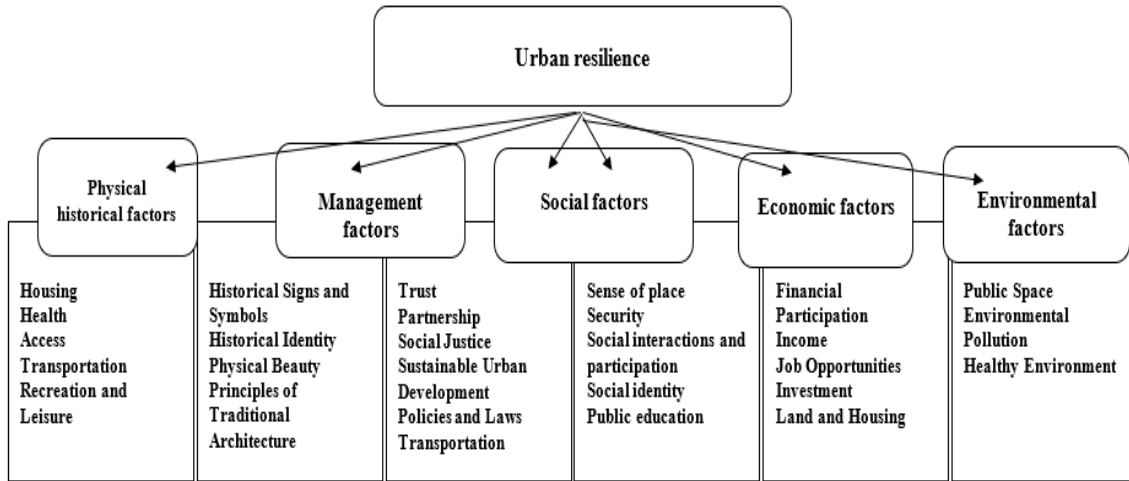 Urban resilience
Physical
historical factors
Management
factors
Social factors
Economic factors
Environmental
factors
Housing
Health
Access
Transportation
Recreation and
Leisure
Historical Signs and
Symbols
Historical Identity
Physical Beauty
Principles of
Traditional
Architecture
Trust
Partnership
Social Justice
Sustainable Urban
Development
Policies and Laws
Transportation
Sense of place
Security
Social interactions and
participation
Social identity
Public education
Financial
Participation
Income
Job Opportunities
Investment
Land and Housing
Public Space
Environmental
Pollution
Healthy Environment